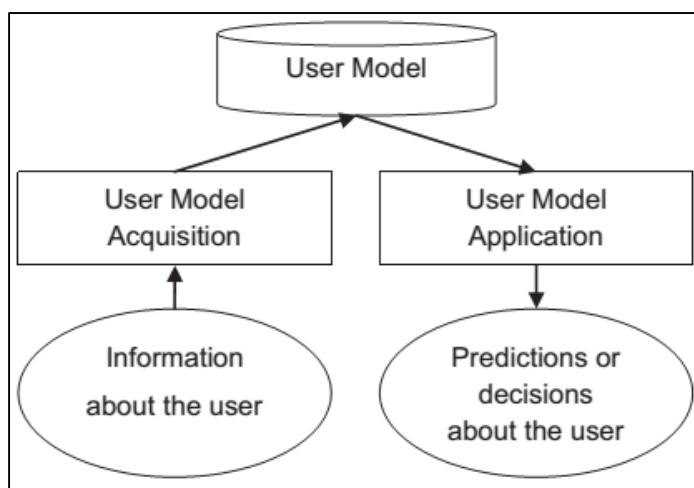 User Model
User Model
Acquisition
User Model
Application
Information
about the user
Predictions or
decisions
about the user